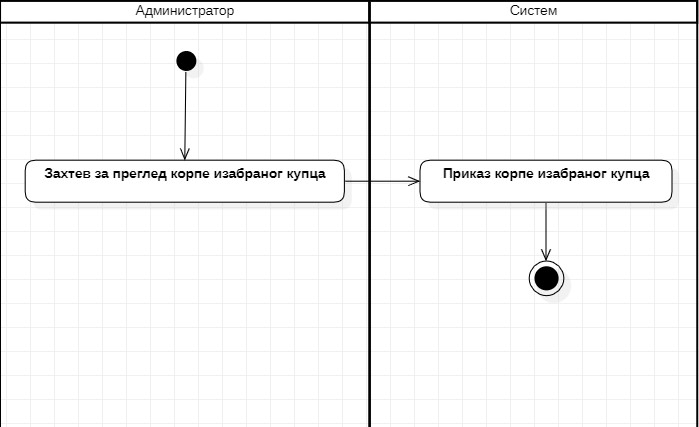 Администратор
Систем
Захтев за преглед корпе изабраног купца
Приказ корпе изабраног купца